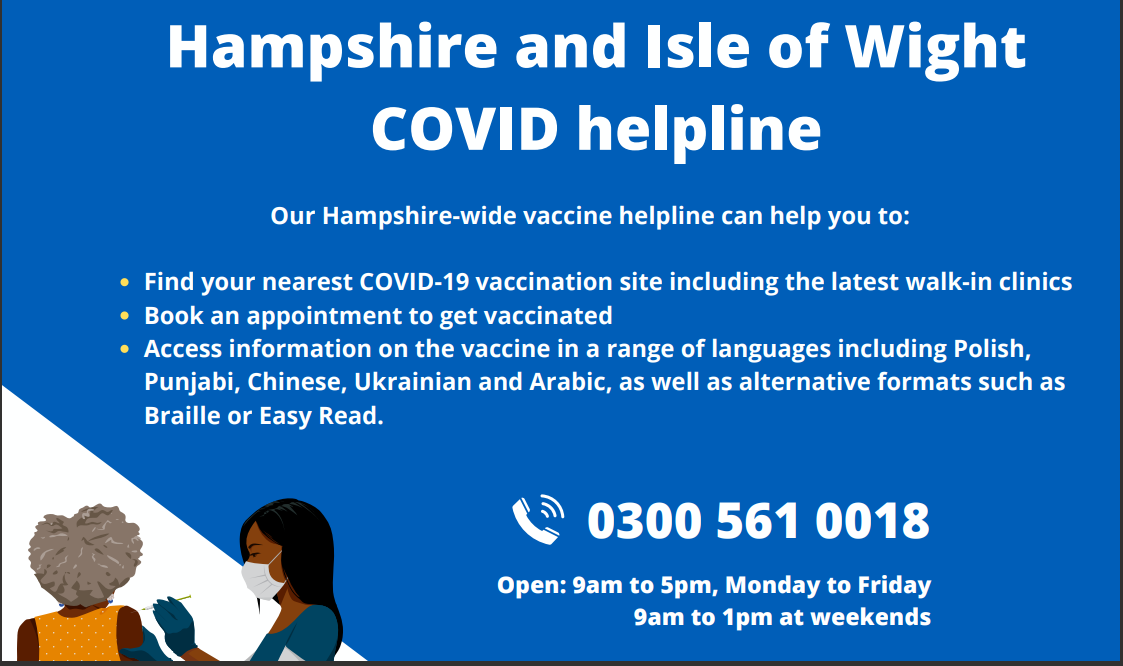 Hampshire and Isle of Wight
COVID helpline
Our Hampshire-wide vaccine helpline can help you to:
• Find your nearest COVID-19 vaccination site including the latest walk-in clinics
• Book an appointment to get vaccinated
• Access information on the vaccine in a range of languages including Polish,
Punjabi, Chinese, Ukrainian and Arabic, as well as alternative formats such as
Braille or Easy Read.
0300 561 0018
Open: 9am to 5pm, Monday to Friday
9am to 1pm at weekends